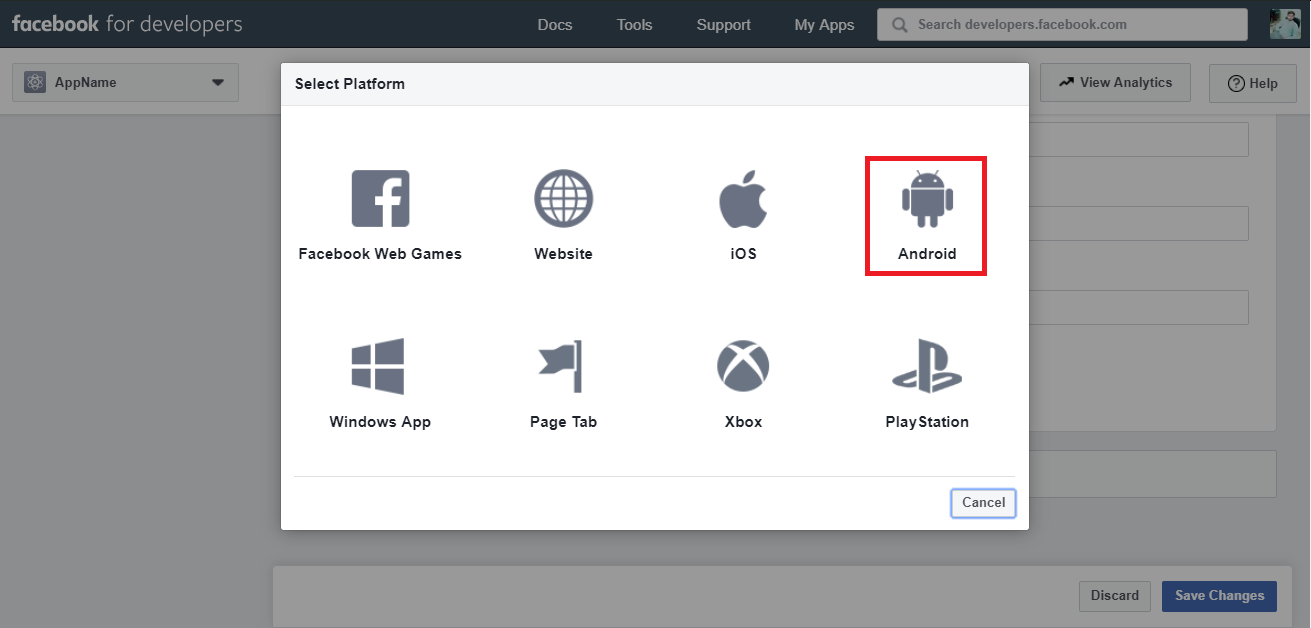 facebook for developers
Docs
Tools
Support
My Apps
Search developers.facebook.com
AppName
View Analytics
Help
Select Platform
Facebook Web Games
Website
iOS
Android
Windows App
Page Tab
Xbox
PlayStation
Cancel
Discard
Save Changes